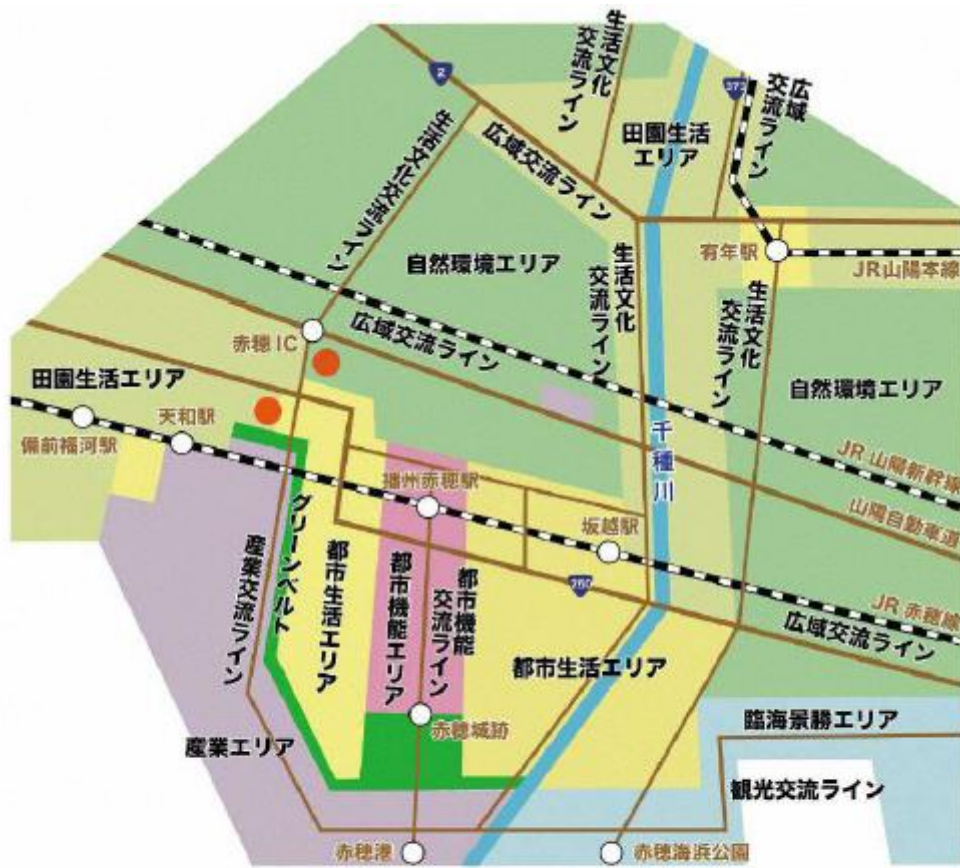 生活文化
交流ライン
2
373
広域
交流ライン
田園生活
エリア
生活文化交流ライン
広域交流ライン
有年駅
JR山陽本線
自然環境エリア
生活文化
交流ライン
生活文化
交流ライン
赤穂IC
広域交流ライン
田園生活エリア
自然環境エリア
天和駅
備前福河駅
千種川
JR山陽新幹線
播州赤穂駅
山陽自動車道
坂越駅
グリーンベルト
産業交流ライン
都市生活エリア
都市機能エリア
都市機能
交流ライン
250
JR赤穂線
広域交流ライン
都市生活エリア
赤穂城跡
臨海景勝エリア
産業エリア
観光交流ライン
赤穂港
赤穂海浜公園